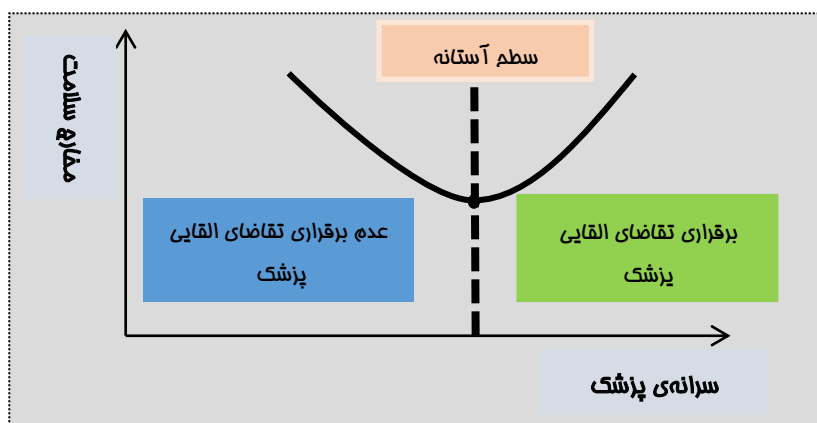 سطح آستانه
مخارج سلامت
عدم برقراری تقاضای القایی
پزشک
برقراری تقاضای القایی
پزشک
سرانه‌ی پزشک